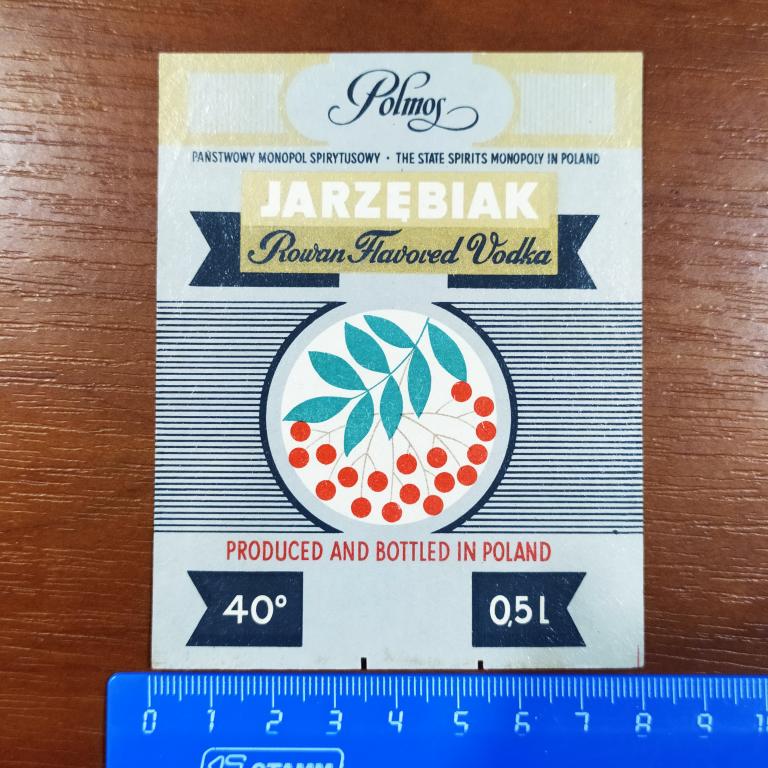 Polmos
PAŃSTWOWY MONOPOL SPIRYTUSOWY · THE STATE SPIRITS MONOPOLY IN POLAND
JARZĘBIAK
Rowan Flavored Vodka
PRODUCED AND BOTTLED IN POLAND
40° 0,5 L
0 1 2 3 4 5 6 7 8 9